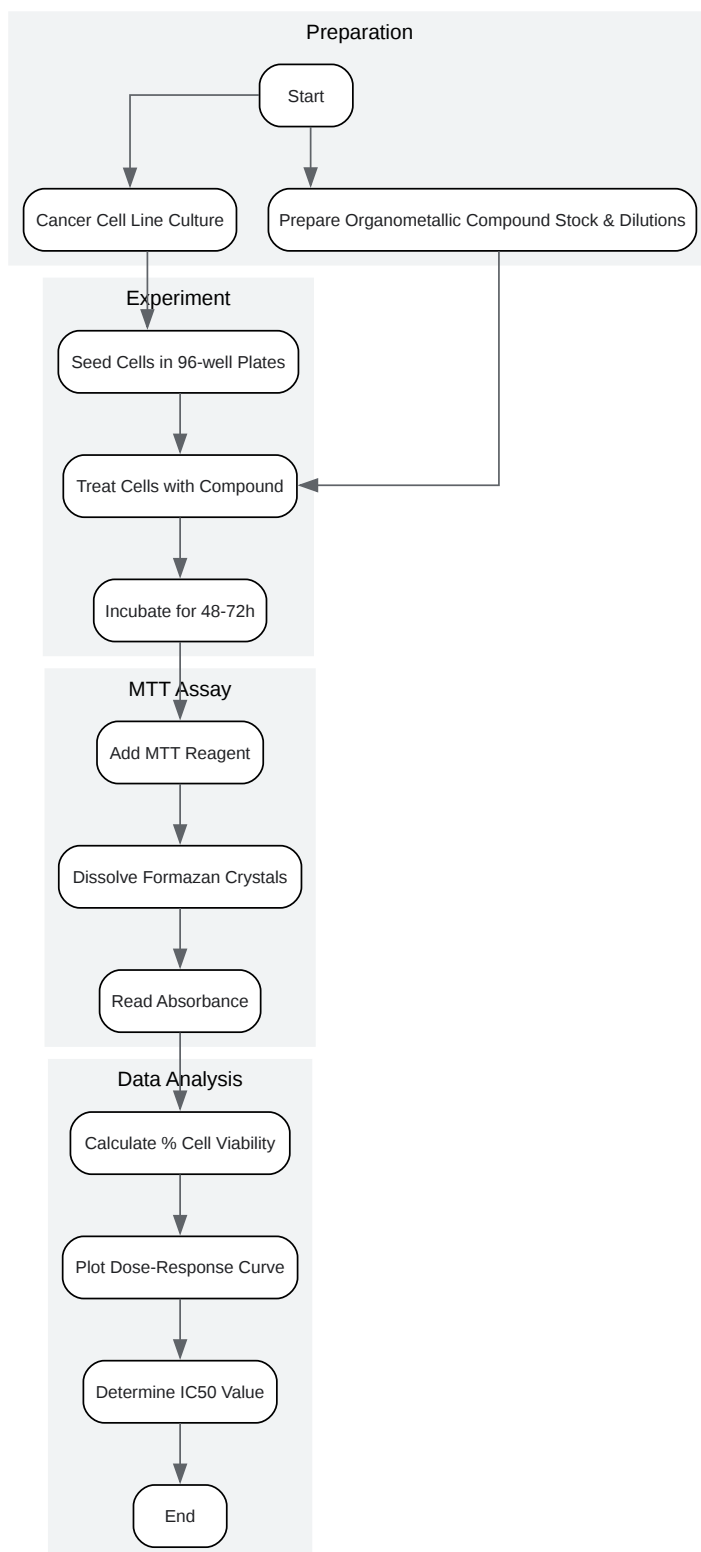 Preparation
Start
Cancer Cell Line Culture
Prepare Organometallic Compound Stock & Dilutions
Experiment
Seed Cells in 96-well Plates
Treat Cells with Compound
Incubate for 48-72h
MTT Assay
Add MTT Reagent
Dissolve Formazan Crystals
Read Absorbance
Data Analysis
Calculate % Cell Viability
Plot Dose-Response Curve
Determine IC50 Value
End